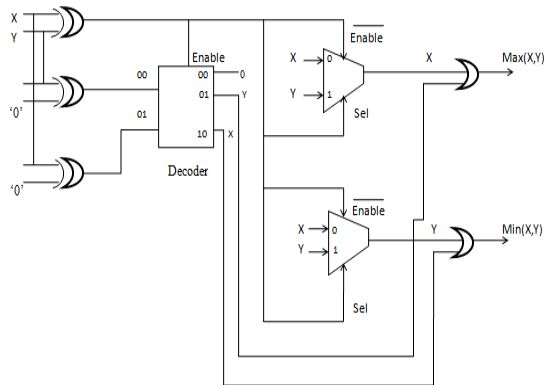 X
Y
Enable
Enable
00
00
0
X
0
X
Max(X,Y)
'0'
01
Y
Y
1
01
Sel
10
X
Decoder
'0'
Enable
X
0
Y
Min(X,Y)
Y
1
Sel